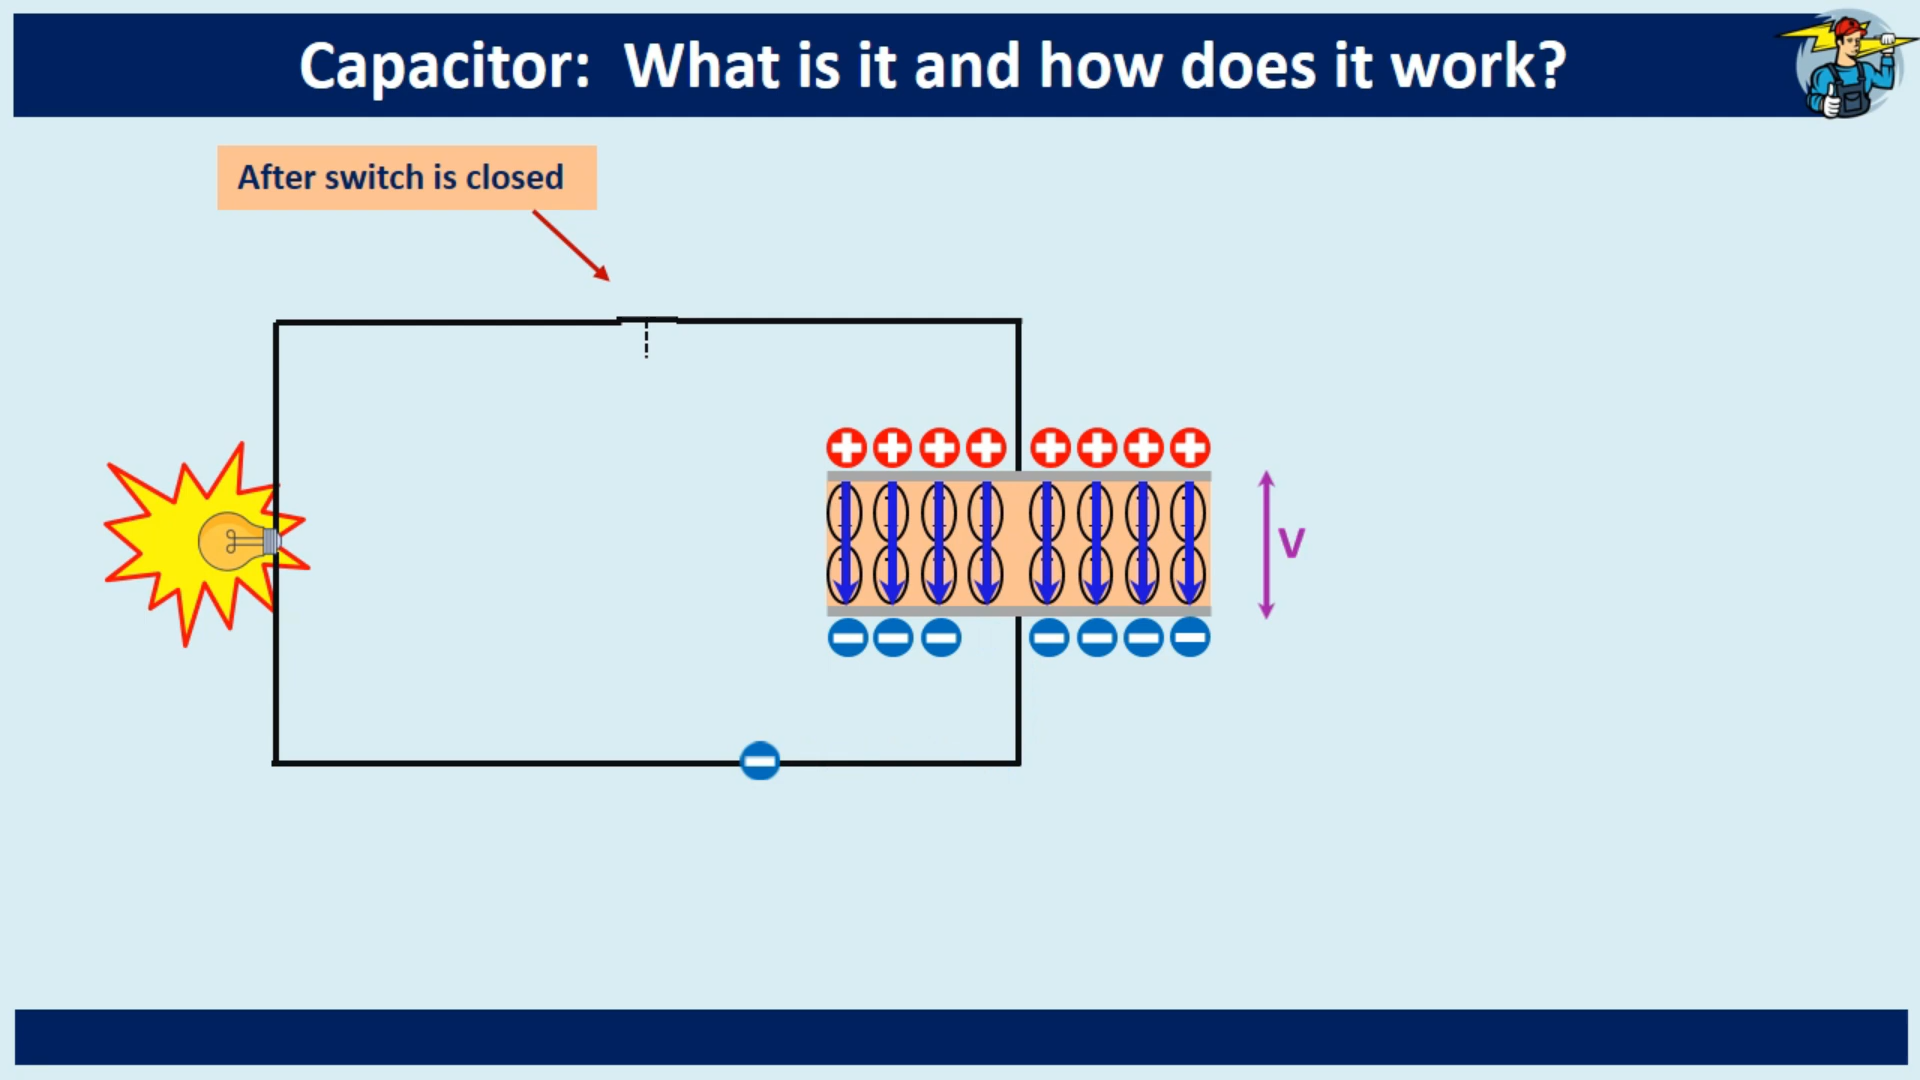 Capacitor: What is it and how does it work?
After switch is closed
V